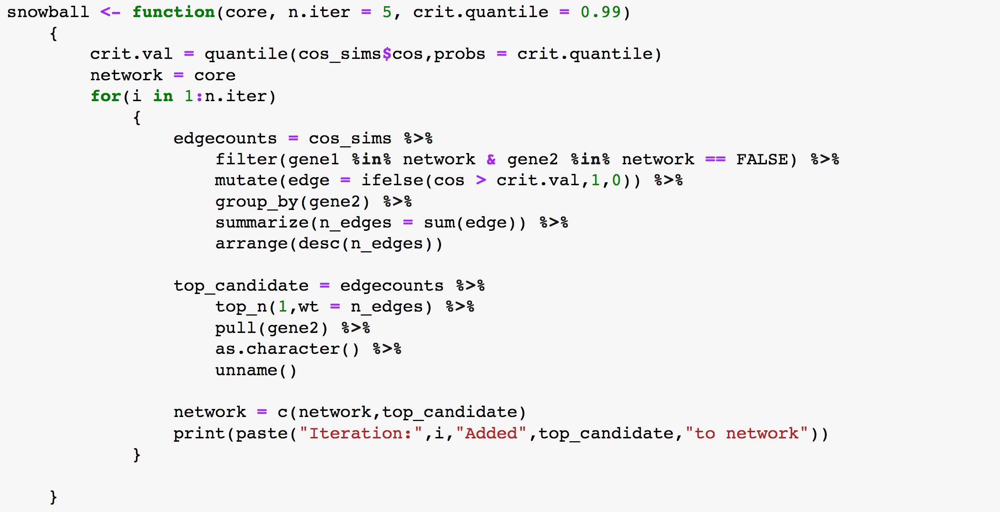 snowball <- function(core, n.iter = 5, crit.quantile = 0.99)
    {
        crit.val = quantile(cos_sims$cos,probs = crit.quantile)
        network = core
        for(i in 1:n.iter)
            {
                edgecounts = cos_sims %>%
                    filter(gene1 %in% network & gene2 %in% network == FALSE) %>%
                    mutate(edge = ifelse(cos > crit.val,1,0)) %>%
                    group_by(gene2) %>%
                    summarize(n_edges = sum(edge)) %>%
                    arrange(desc(n_edges))

                top_candidate = edgecounts %>%
                    top_n(1,wt = n_edges) %>%
                    pull(gene2) %>%
                    as.character() %>%
                    unname()

                network = c(network,top_candidate)
                print(paste("Iteration:",i,"Added",top_candidate,"to network"))
            }

    }